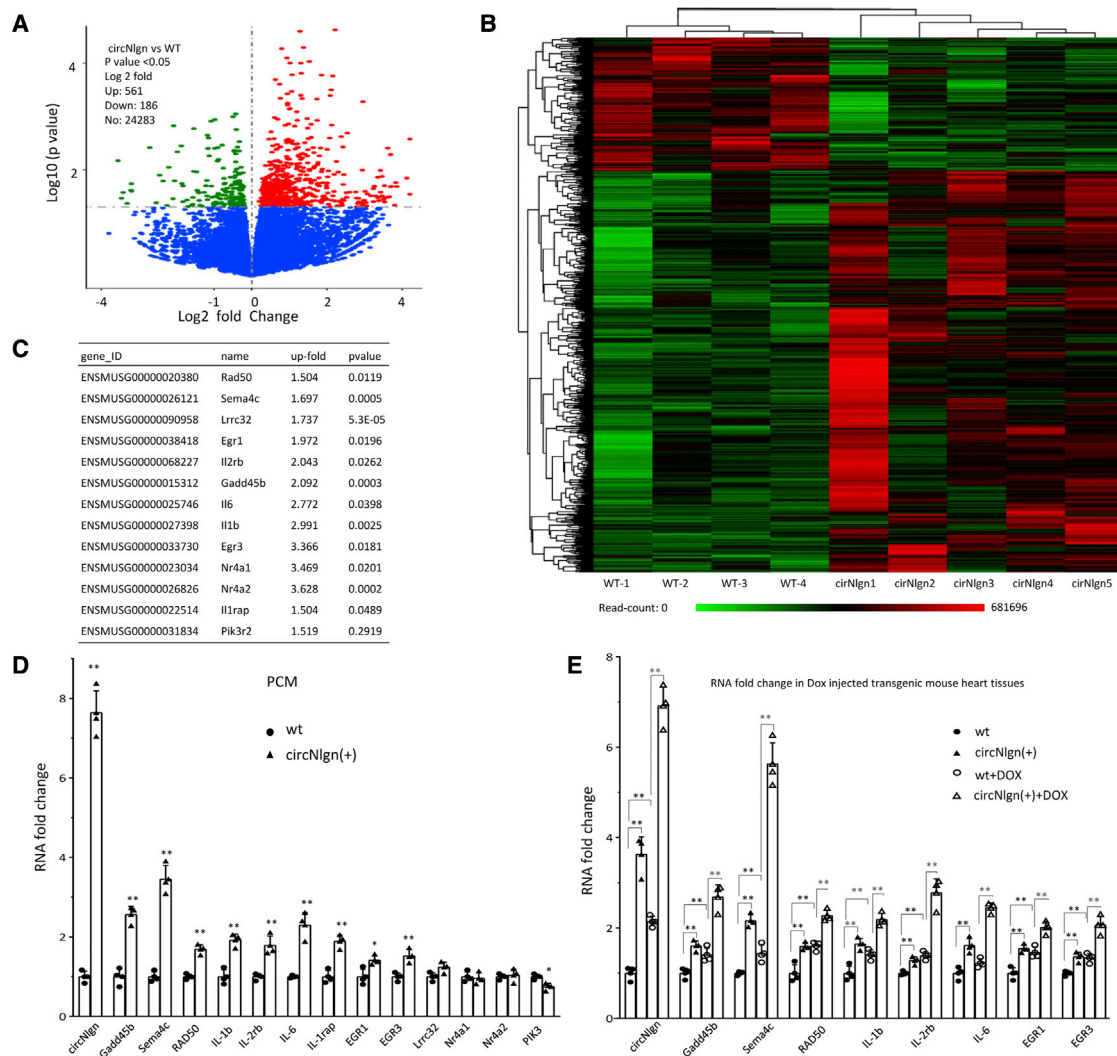 A
circNlgn vs WT
P value <0.05
Log 2 fold
Up: 561
Down: 186
No: 24283
Log10 (p value)
4
2
-4
-1
0
2
4
Log2 fold Change
B
WT-1
WT-2
WT-3
WT-4
cirNlgn1
cirNlgn2
cirNlgn3
cirNlgn4
cirNlgn5
Read-count: 0
681696
C
gene_ID name up-fold pvalue
ENSMUSG00000020380 Rad50 1.504 0.0119
ENSMUSG00000026121 Sema4c 1.697 0.0005
ENSMUSG00000090958 Lrrc32 1.737 5.3E-05
ENSMUSG00000038418 Egr1 1.972 0.0196
ENSMUSG00000068227 Il2rb 2.043 0.0262
ENSMUSG00000015312 Gadd45b 2.092 0.0003
ENSMUSG00000025746 Il6 2.772 0.0398
ENSMUSG00000027398 Il1b 2.991 0.0025
ENSMUSG00000033730 Egr3 3.366 0.0181
ENSMUSG00000023034 Nr4a1 3.469 0.0201
ENSMUSG00000026826 Nr4a2 3.628 0.0002
ENSMUSG00000022514 Il1rap 1.504 0.0489
ENSMUSG00000031834 Pik3r2 1.519 0.2919
D
PCM
wt
circNlgn(+)
RNA fold change
8
6
4
2
0
** ** ** ** ** ** ** ** * ** *
circNlgn
Gadd45b
Sema4c
RAD50
IL-1b
IL-2rb
IL-6
IL-1rap
EGR1
EGR3
Lrrc32
Nr4a1
Nr4a2
PIK3
E
RNA fold change in Dox injected transgenic mouse heart tissues
wt
circNlgn(+)
wt+DOX
circNlgn(+)+DOX
RNA fold change
8
6
4
2
0
** ** **
** ** **
** ** **
** ** **
** ** **
** ** **
** **
** ** **
** ** **
circNlgn
Gadd45b
Sema4c
RAD50
IL-1b
IL-2rb
IL-6
EGR1
EGR3